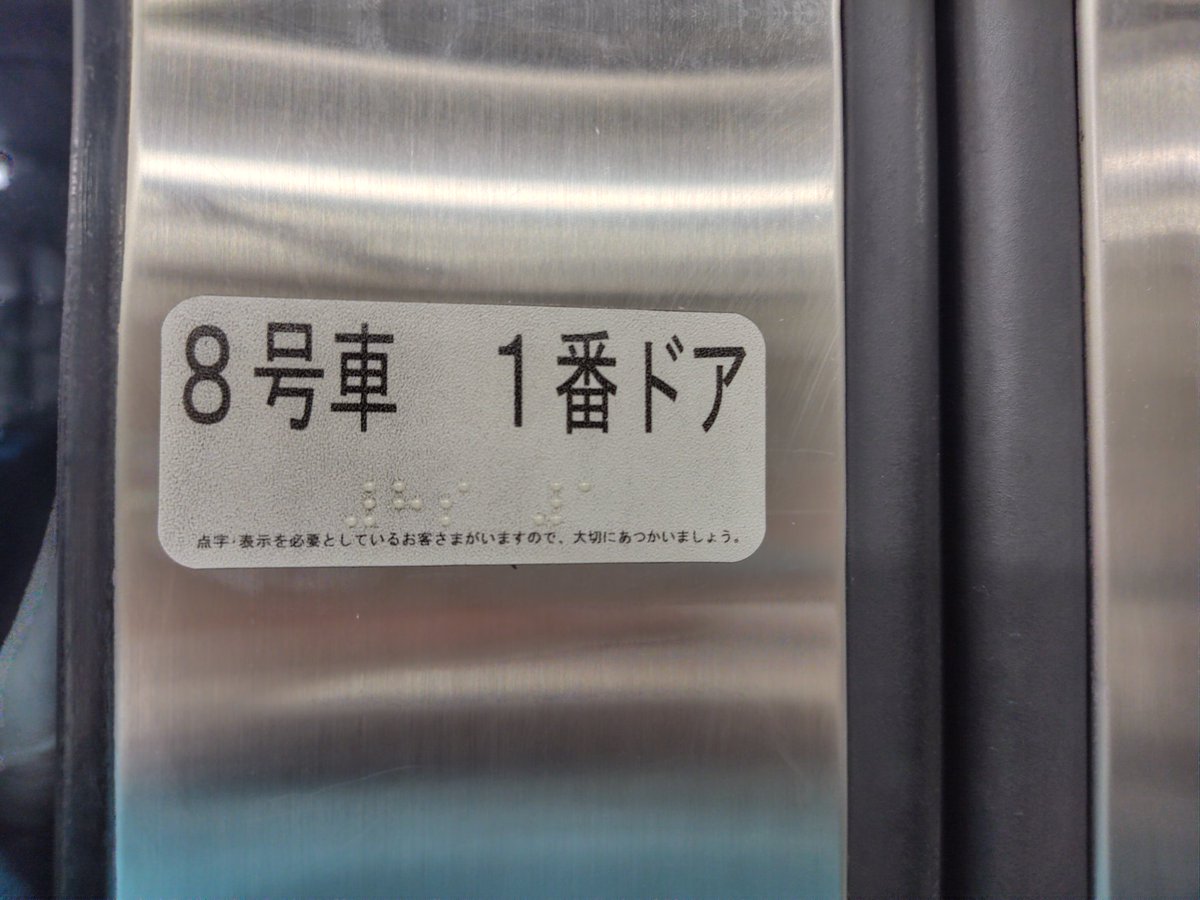 8号車 1番ドア
点字・表示を必要としているお客さまがいますので、大切にあつかいましょう。